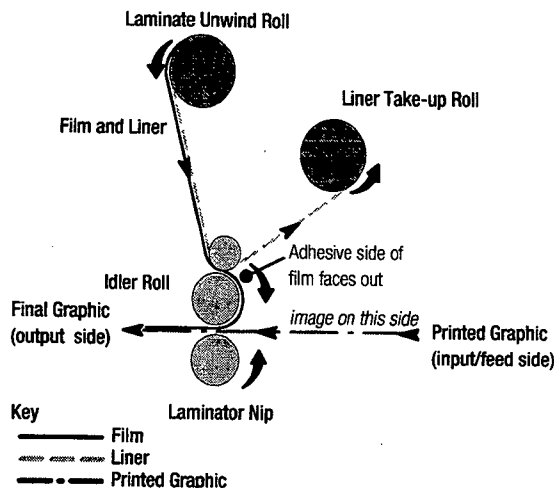 Laminate Unwind Roll
Liner Take-up Roll
Film and Liner
Adhesive side of
film faces out
Idler Roll
Final Graphic
(output side)
image on this side
Printed Graphic
(input/feed side)
Laminator Nip
Key
Film
Liner
Printed Graphic